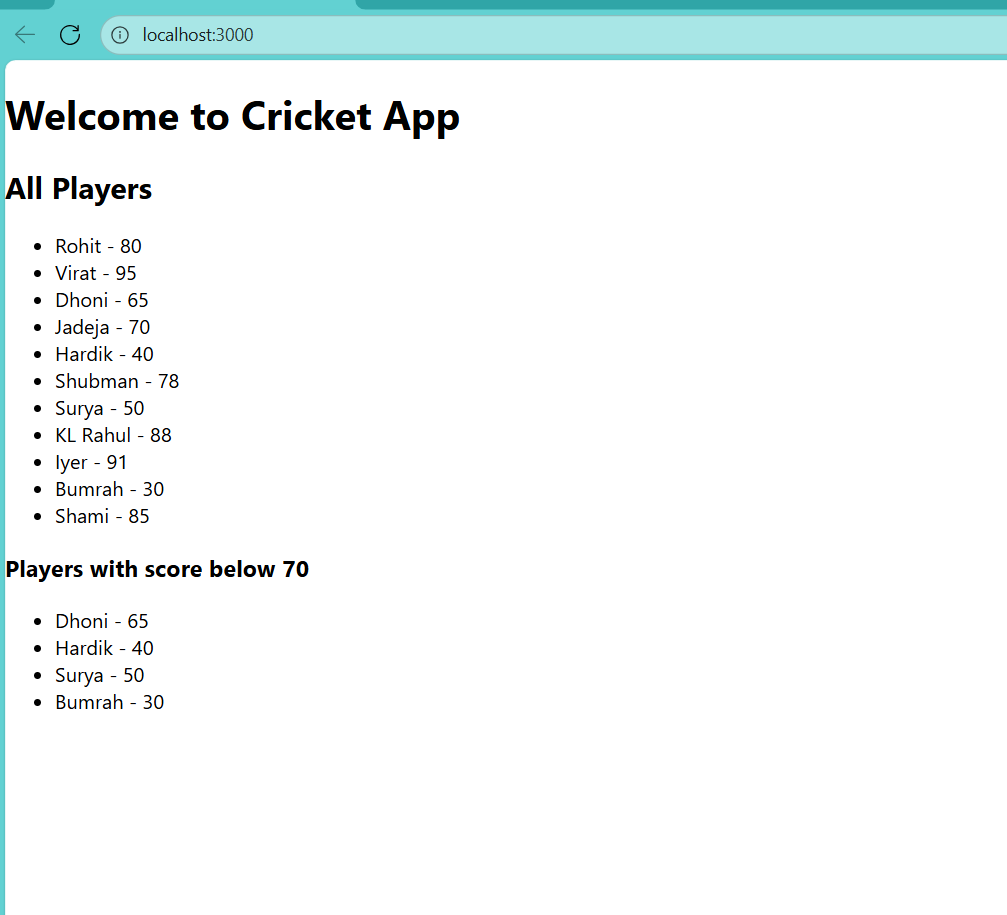 localhost:3000
Welcome to Cricket App
All Players
Rohit - 80
Virat - 95
Dhoni - 65
Jadeja - 70
Hardik - 40
Shubman - 78
Surya - 50
KL Rahul - 88
Iyer - 91
Bumrah - 30
Shami - 85
Players with score below 70
Dhoni - 65
Hardik - 40
Surya - 50
Bumrah - 30